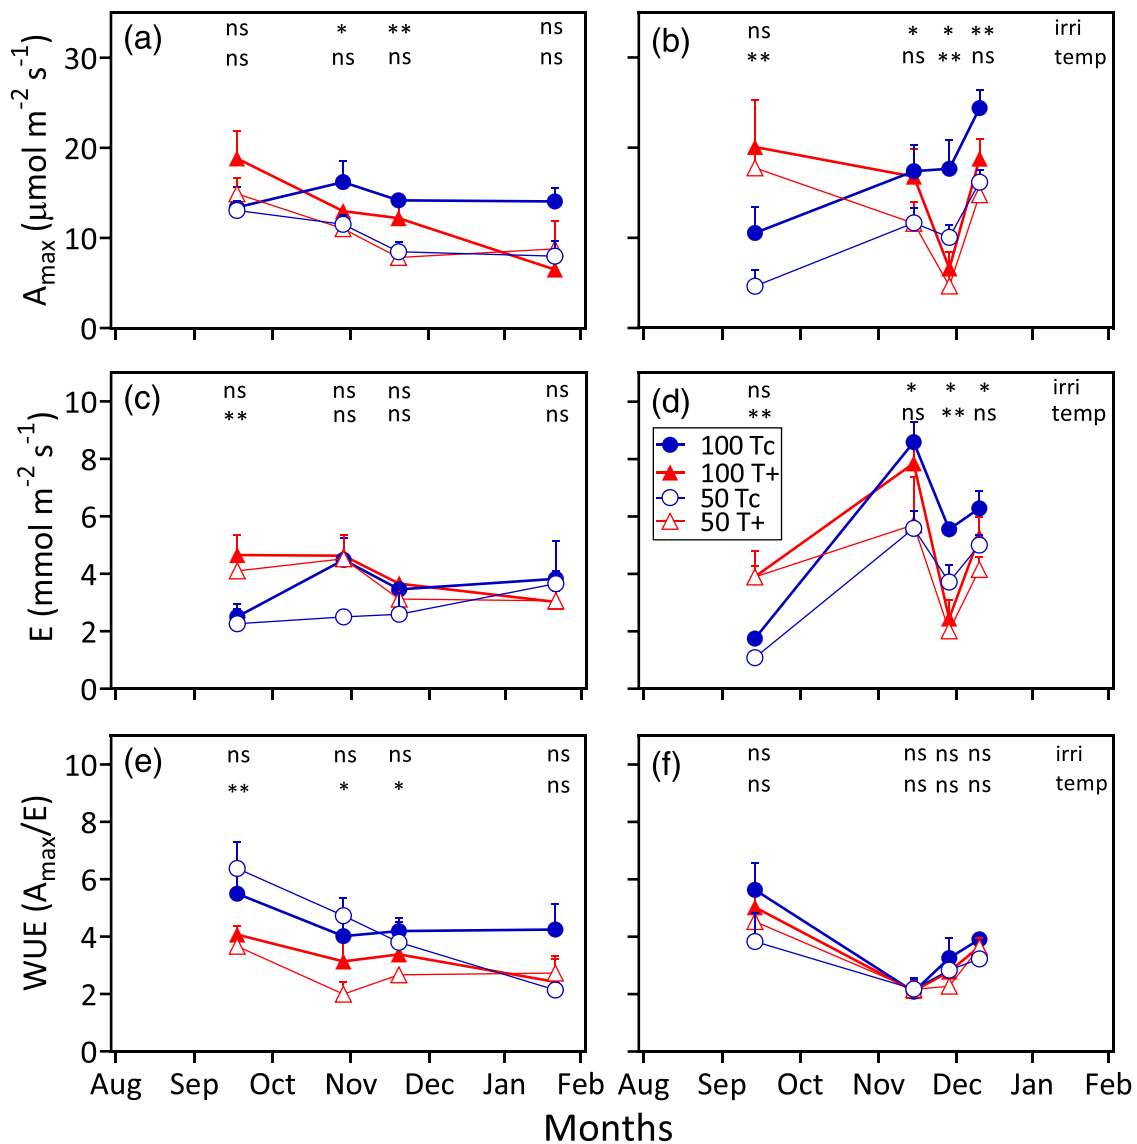 (a) ns * ** ns
ns ns ns ns
(b) ns * * ** irri
** ns ** ns temp
Amax (μmol m⁻² s⁻¹)
30
20
10
0
(c) ns ns ns ns
** ns ns ns
(d) ns * * * irri
** ns ** ns temp
100 Tc
100 T+
50 Tc
50 T+
E (mmol m⁻² s⁻¹)
10
8
6
4
2
0
(e) ns ns ns ns
** * * ns
(f) ns ns ns ns irri
ns ns ns ns temp
WUE (Amax/E)
10
8
6
4
2
0
Aug Sep Oct Nov Dec Jan Feb
Aug Sep Oct Nov Dec Jan Feb
Months